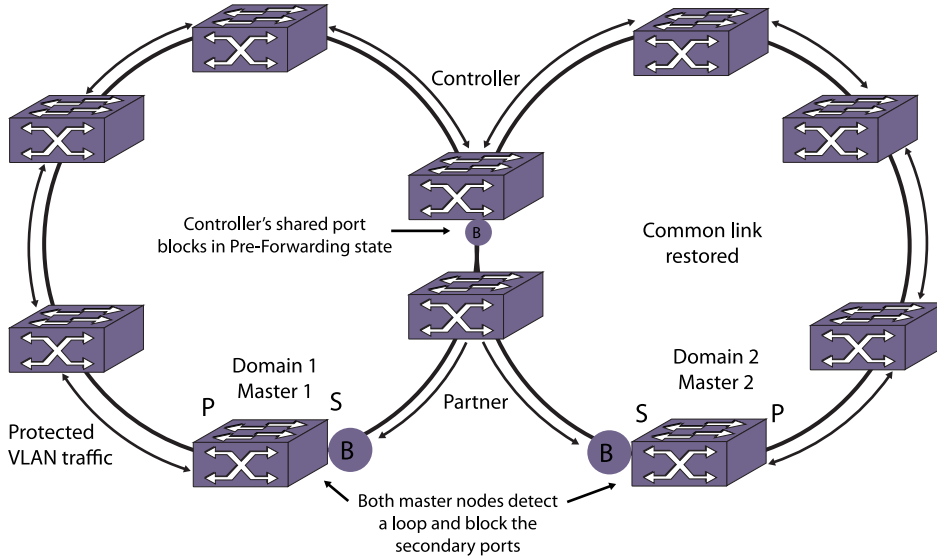 Controller
Controller's shared port
blocks in Pre-Forwarding state
B
Common link
restored
Domain 1
Master 1
P
S
Protected
VLAN traffic
B
Partner
Domain 2
Master 2
S
P
B
Both master nodes detect
a loop and block the
secondary ports